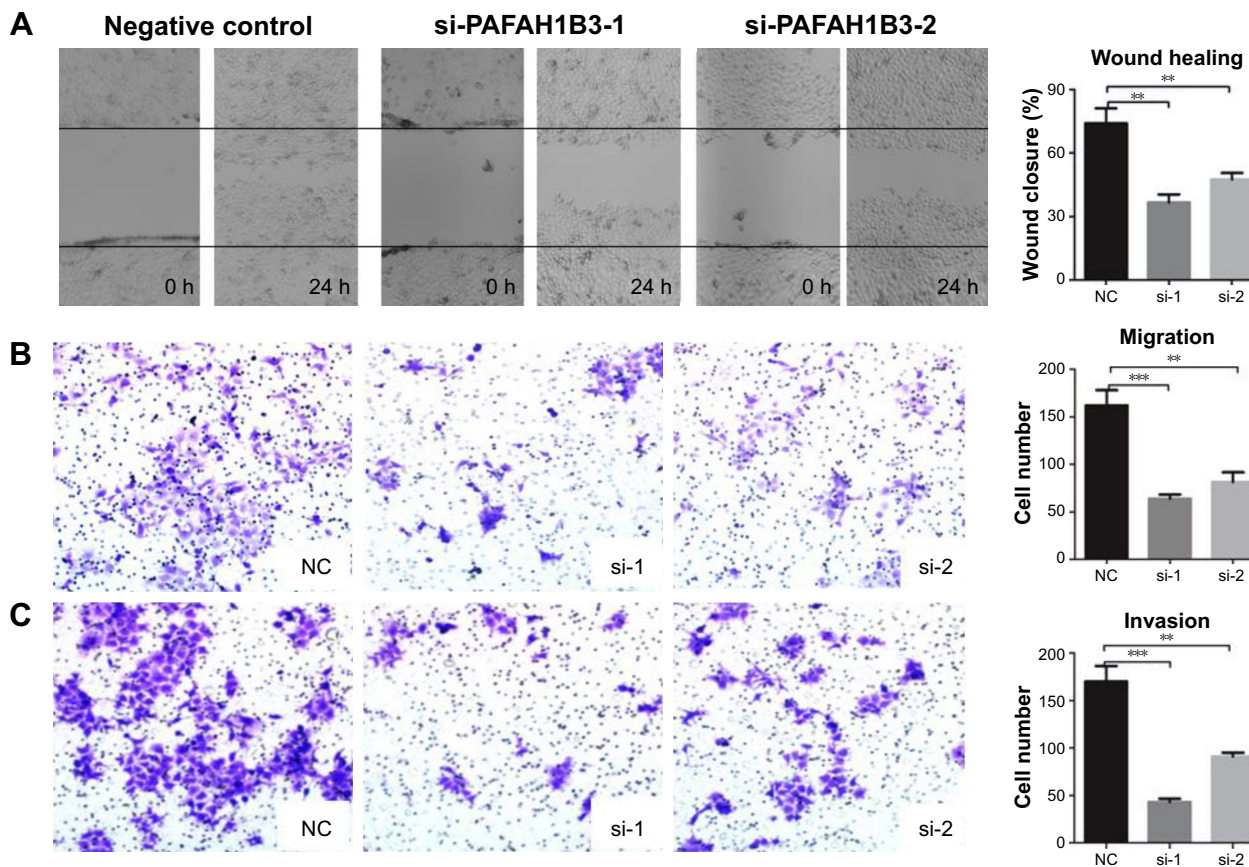 A
Negative control
si-PAFAH1B3-1
si-PAFAH1B3-2
0 h
24 h
0 h
24 h
0 h
24 h
Wound healing
**
**
Wound closure (%)
90
60
30
0
NC
si-1
si-2
B
NC
si-1
si-2
Migration
**
***
Cell number
200
150
100
50
0
NC
si-1
si-2
C
NC
si-1
si-2
Invasion
**
***
Cell number
200
150
100
50
0
NC
si-1
si-2